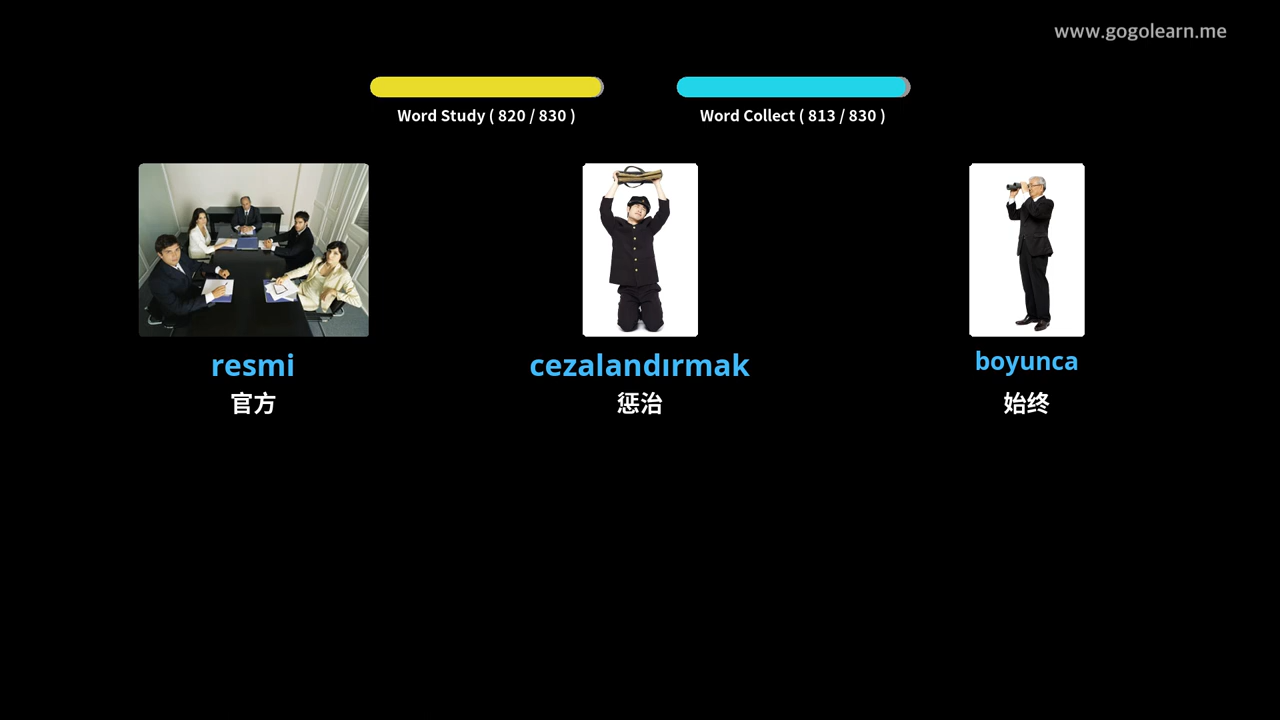 www.gogolearn.me
Word Study ( 820 / 830 )
Word Collect ( 813 / 830 )
resmi
官方
cezalandırmak
惩治
boyunca
始终